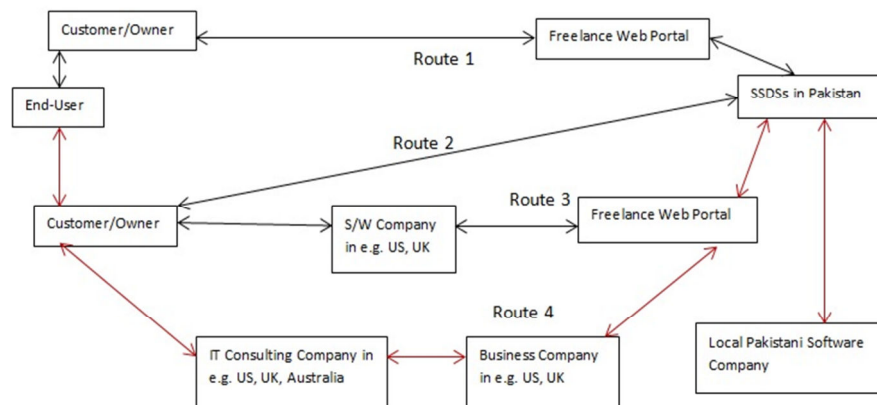 Customer/Owner
Freelance Web Portal
Route 1
SSDSs in Pakistan
End-User
Route 2
Customer/Owner
S/W Company
in e.g. US, UK
Route 3
Freelance Web Portal
Route 4
IT Consulting Company in
e.g. US, UK, Australia
Business Company
in e.g. US, UK
Local Pakistani Software
Company